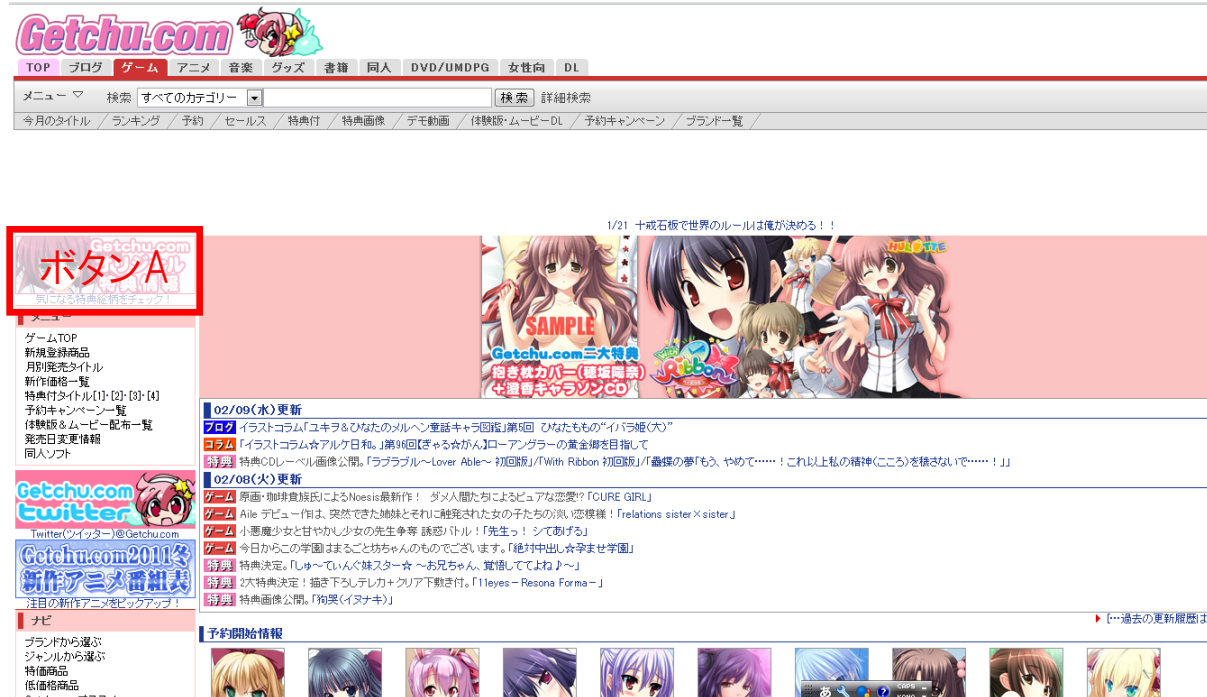 Getchu.com
TOP ブログ ゲーム アニメ 音楽 グッズ 書籍 同人 DVD/UMDPG 女性向 DL
メニュー ▽ 検索 すべてのカテゴリー 検索 詳細検索
今月のタイトル / ランキング / 予約 / セールス / 特典付 / 特典画像 / デモ動画 / 体験版・ムービーDL / 予約キャンペーン / ブランド一覧 /
1/21 十戒石板で世界のルールは俺が決める！！
Getchu.com
ボタンA
特典情報
気になる特典絵柄をチェック！
HULOTTE
SAMPLE
Getchu.com二大特典
抱き枕カバー(穂坂陽奈)
+澄香キャラソンCD)
with Ribbon
メニュー
ゲームTOP
新規登録商品
月別発売タイトル
新作価格一覧
特典付タイトル[1]・[2]・[3]・[4]
予約キャンペーン一覧
体験版＆ムービー配布一覧
発売日変更情報
同人ソフト
Getchu.com
twitter
Twitter(ツイッター)@Getchu.com
Getchu.com2011冬
新作アニメ番組表
注目の新作アニメをピックアップ！
ナビ
ブランドから選ぶ
ジャンルから選ぶ
特価商品
低価格商品
02/09(水)更新
ブログ イラストコラム「ユキヲ＆ひなたのメルヘン童話キャラ図鑑」第5回 ひなたももの“イバラ姫(大)”
コラム 「イラストコラム☆アルケ日和。」第96回【ぎゃる☆がん】ローアングラーの黄金郷を目指して
特典 特典CDレーベル画像公開。「ラブラブル～Lover Able～ 初回版」/「With Ribbon 初回版」/「蟲蝶の夢「もう、やめて……！これ以上私の精神(こころ)を穢さないで……！」」
02/08(火)更新
ゲーム 原画・珈琲貴族氏によるNoesis最新作！ ダメ人間たちによるピュアな恋愛!?「CURE GIRL」
ゲーム Aile デビュー作は、突然できた姉妹とそれに触発された女の子たちの淡い恋模様！「relations sister×sister」
ゲーム 小悪魔少女と甘やかし少女の先生争奪 誘惑バトル！「先生っ！ シてあげる」
ゲーム 今日からこの学園はまるごと坊ちゃんのものでございます。「絶対中出し☆孕ませ学園」
特典 特典決定。「しゅ～てぃんぐ妹スター☆ ～お兄ちゃん、覚悟しててよね♪～」
特典 2大特典決定！描き下ろしテレカ+クリア下敷き付。「11eyes－Resona Forma－」
特典 特典画像公開。「狗哭(イヌナキ)」
[…過去の更新履歴は
予約開始情報
あ
CAPS
KANA